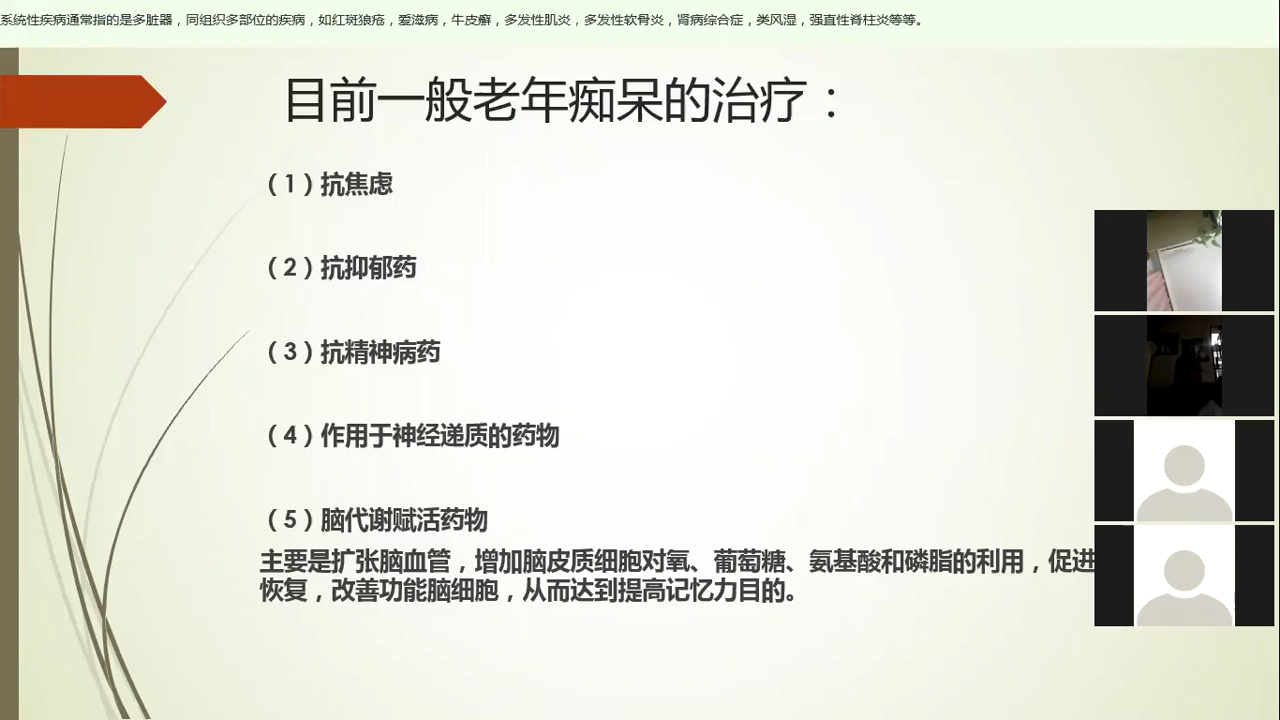 系统性疾病通常指的是多脏器，同组织多部位的疾病，如红斑狼疮，爱滋病，牛皮癣，多发性肌炎，多发性软骨炎，肾病综合症，类风湿，强直性脊柱炎等等。
目前一般老年痴呆的治疗：
（1）抗焦虑
（2）抗抑郁药
（3）抗精神病药
（4）作用于神经递质的药物
（5）脑代谢赋活药物
主要是扩张脑血管，增加脑皮质细胞对氧、葡萄糖、氨基酸和磷脂的利用，促进
恢复，改善功能脑细胞，从而达到提高记忆力目的。